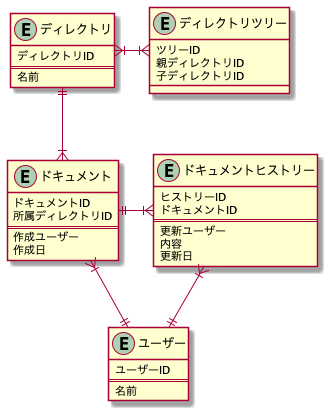 E ディレクトリ
ディレクトリID
名前
E ディレクトリツリー
ツリーID
親ディレクトリID
子ディレクトリID
E ドキュメント
ドキュメントID
所属ディレクトリID
作成ユーザー
作成日
E ドキュメントヒストリー
ヒストリーID
ドキュメントID
更新ユーザー
内容
更新日
E ユーザー
ユーザーID
名前